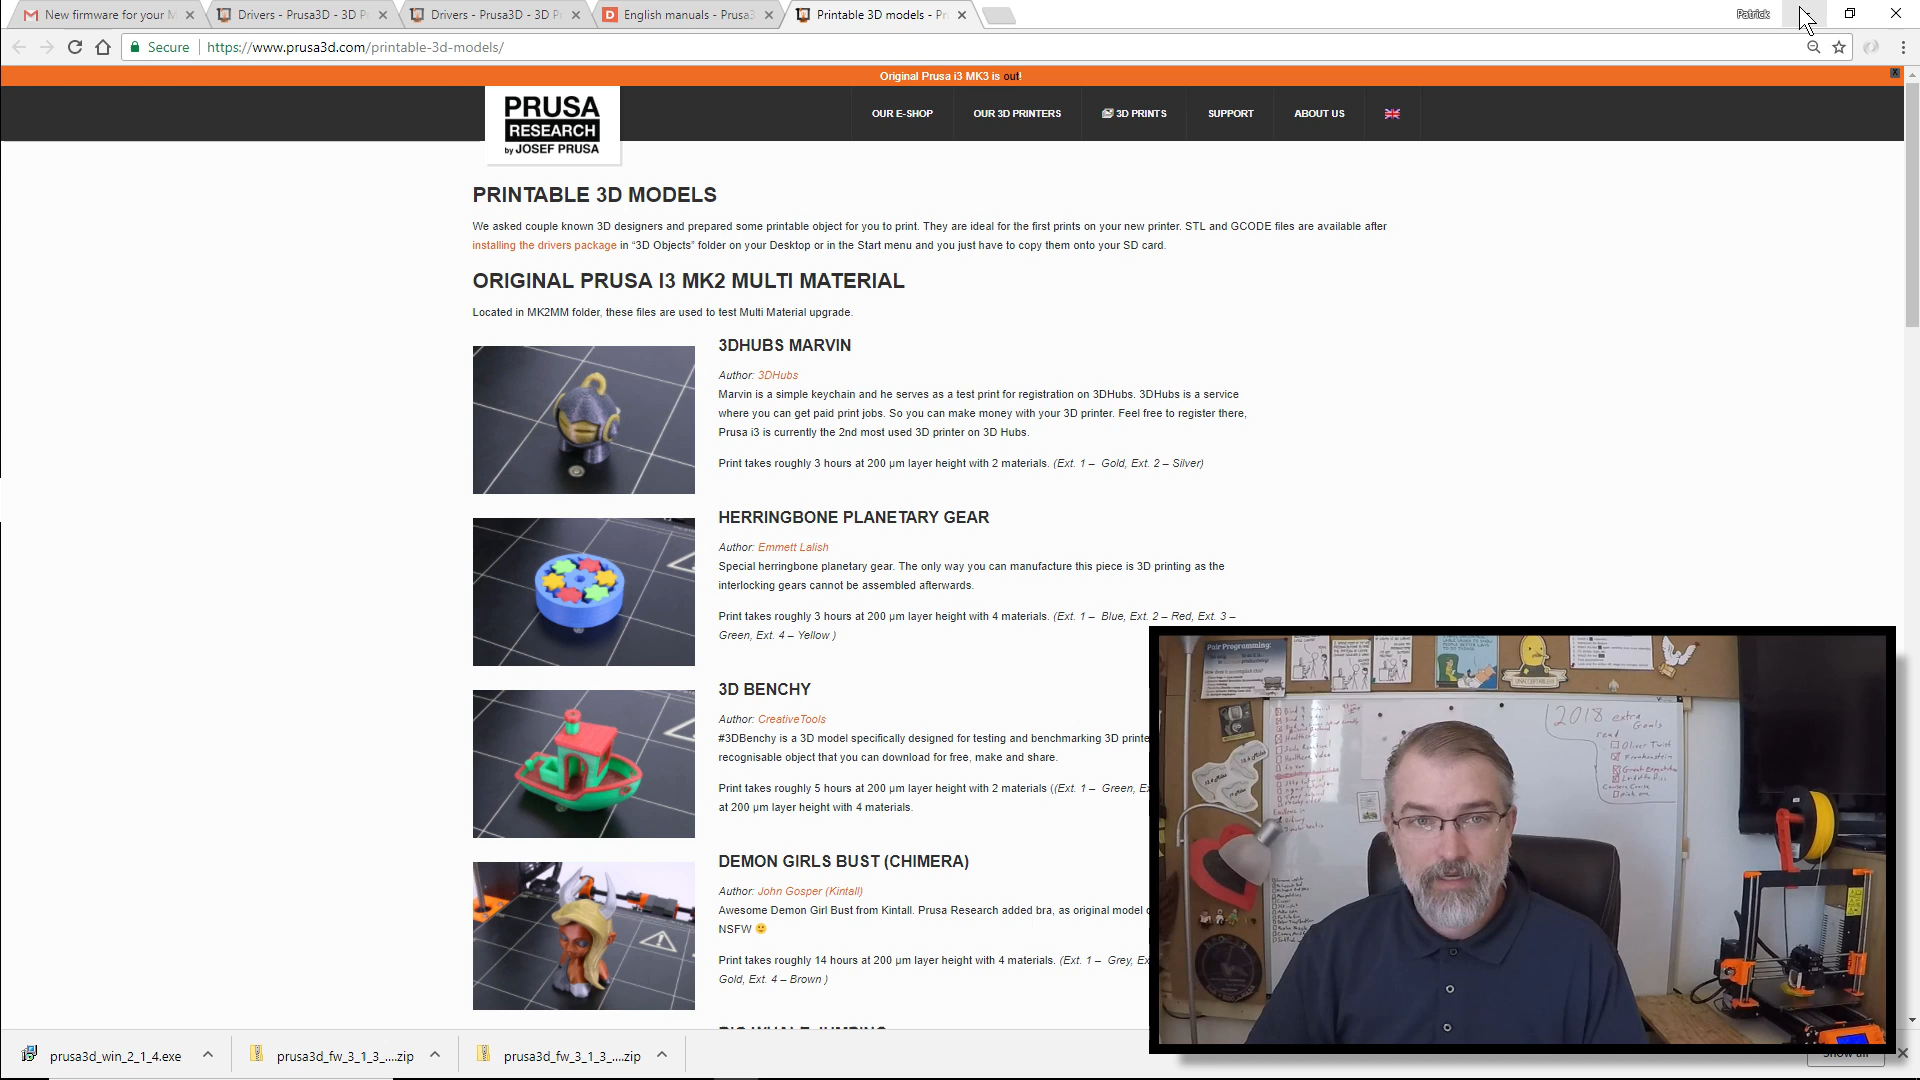 New firmware for your M
Drivers - Prusa3D - 3D P
Drivers - Prusa3D - 3D P
English manuals - Prusa3
Printable 3D models - Pr
Patrick
Secure
https://www.prusa3d.com/printable-3d-models/
Original Prusa i3 MK3 is out!
x
PRUSA
RESEARCH
by JOSEF PRUSA
OUR E-SHOP
OUR 3D PRINTERS
3D PRINTS
SUPPORT
ABOUT US
PRINTABLE 3D MODELS
We asked couple known 3D designers and prepared some printable object for you to print. They are ideal for the first prints on your new printer. STL and GCODE files are available after
installing the drivers package in “3D Objects” folder on your Desktop or in the Start menu and you just have to copy them onto your SD card.
ORIGINAL PRUSA I3 MK2 MULTI MATERIAL
Located in MK2MM folder, these files are used to test Multi Material upgrade.
3DHUBS MARVIN
Author: 3DHubs
Marvin is a simple keychain and he serves as a test print for registration on 3DHubs. 3DHubs is a service
where you can get paid print jobs. So you can make money with your 3D printer. Feel free to register there,
Prusa i3 is currently the 2nd most used 3D printer on 3D Hubs.
Print takes roughly 3 hours at 200 µm layer height with 2 materials. (Ext. 1 – Gold, Ext. 2 – Silver)
HERRINGBONE PLANETARY GEAR
Author: Emmett Lalish
Special herringbone planetary gear. The only way you can manufacture this piece is 3D printing as the
interlocking gears cannot be assembled afterwards.
Print takes roughly 3 hours at 200 µm layer height with 4 materials. (Ext. 1 – Blue, Ext. 2 – Red, Ext. 3 –
Green, Ext. 4 – Yellow )
3D BENCHY
Author: CreativeTools
#3DBenchy is a 3D model specifically designed for testing and benchmarking 3D printe
recognisable object that you can download for free, make and share.
Print takes roughly 5 hours at 200 µm layer height with 2 materials ((Ext. 1 – Green, Ex
at 200 µm layer height with 4 materials.
DEMON GIRLS BUST (CHIMERA)
Author: John Gosper (Kintall)
Awesome Demon Girl Bust from Kintall. Prusa Research added bra, as original model
NSFW
Print takes roughly 14 hours at 200 µm layer height with 4 materials. (Ext. 1 – Grey, Ex
Gold, Ext. 4 – Brown )
Pair Programming:
UNACCEPTABLE!
2018 extra
Goals
read
Oliver Twist
Frankenstein
Great Expectations
prusa3d_win_2_1_4.exe
prusa3d_fw_3_1_3_....zip
prusa3d_fw_3_1_3_....zip
Show all